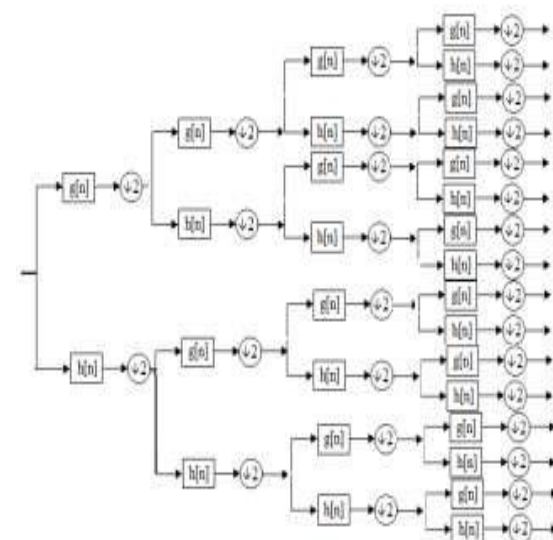 g[n] ↓2
g[n] ↓2 h[n] ↓2
g[n] ↓2
g[n] ↓2 h[n] ↓2 h[n] ↓2
g[n] ↓2 g[n] ↓2
g[n] ↓2 h[n] ↓2
h[n] ↓2 g[n] ↓2
h[n] ↓2
h[n] ↓2
g[n] ↓2 g[n] ↓2
h[n] ↓2
g[n] ↓2 g[n] ↓2
h[n] ↓2 h[n] ↓2
h[n] ↓2
g[n] ↓2 g[n] ↓2
h[n] ↓2 h[n] ↓2
g[n] ↓2
h[n] ↓2
h[n] ↓2